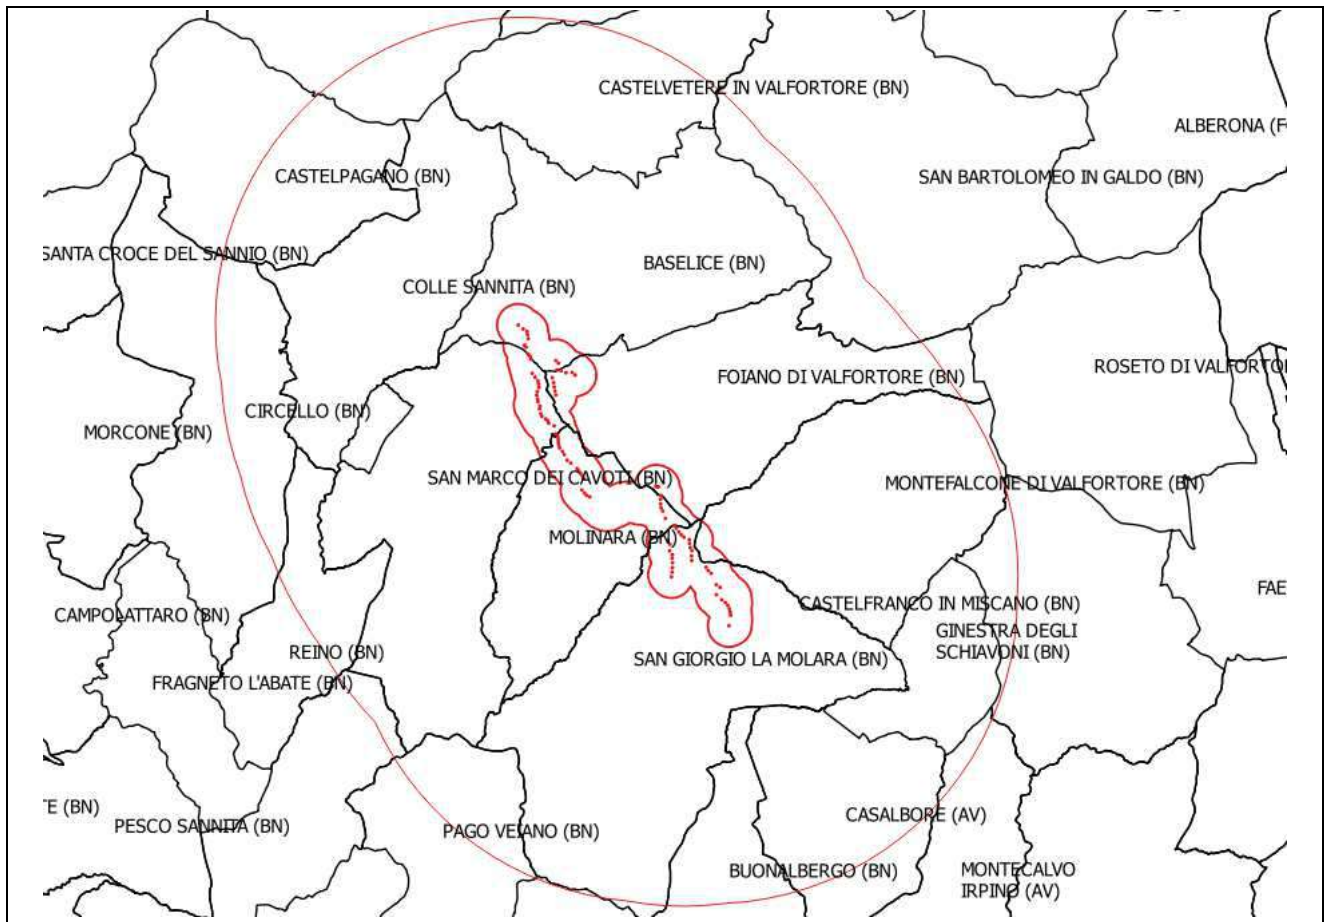 CASTELVETERE IN VALFORTORE (BN)
ALBERONA (F
CASTELPAGANO (BN)
SAN BARTOLOMEO IN GALDO (BN)
SANTA CROCE DEL SANNIO (BN)
BASELICE (BN)
COLLE SANNITA (BN)
ROSETO DI VALFORTO
FOIANO DI VALFORTORE (BN)
CIRCELLO (BN)
MORCONE (BN)
SAN MARCO DEI CAVOTI (BN)
MONTEFALCONE DI VALFORTORE (BN)
MOLINARA (BN)
FAE
CASTELFRANCO IN MISCANO (BN)
CAMPOLATTARO (BN)
GINESTRA DEGLI
SCHIAVONI (BN)
REINO (BN)
SAN GIORGIO LA MOLARA (BN)
FRAGNETO L'ABATE (BN)
TE (BN)
CASALBORE (AV)
PESCO SANNITA (BN)
PAGO VEIANO (BN)
BUONALBERGO (BN)
MONTECALVO
IRPINO (AV)